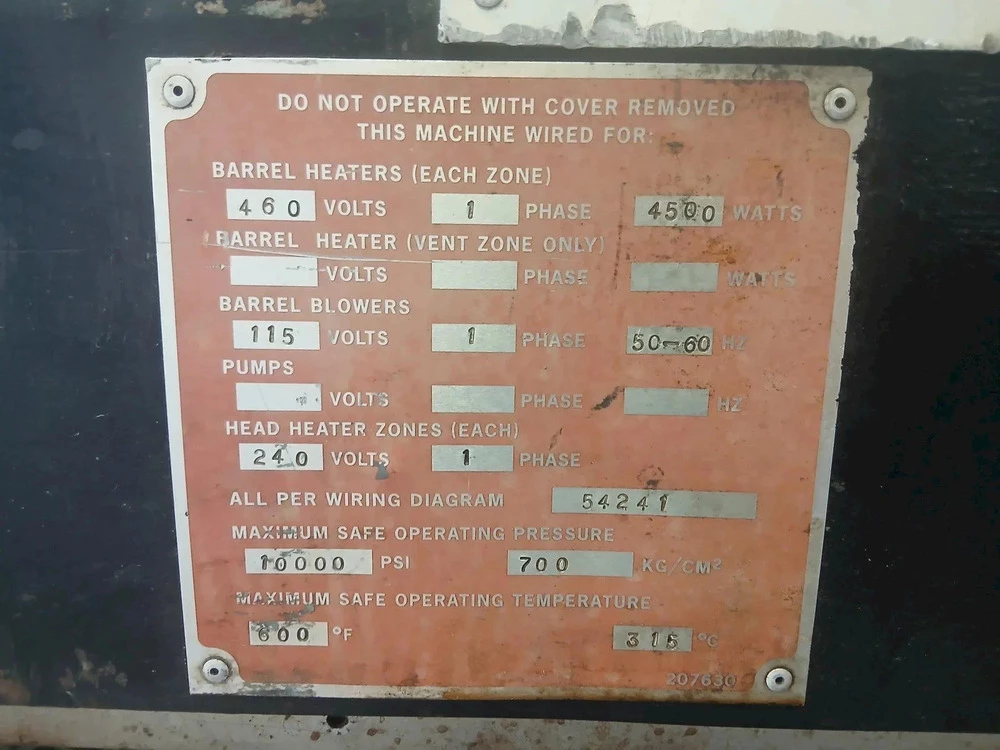 DO NOT OPERATE WITH COVER REMOVED
THIS MACHINE WIRED FOR:
BARREL HEATERS (EACH ZONE)
460 VOLTS 1 PHASE 4500 WATTS
BARREL HEATER (VENT ZONE ONLY)
VOLTS PHASE WATTS
BARREL BLOWERS
115 VOLTS 1 PHASE 50-60 HZ
PUMPS
VOLTS PHASE HZ
HEAD HEATER ZONES (EACH)
240 VOLTS 1 PHASE
ALL PER WIRING DIAGRAM 54241
MAXIMUM SAFE OPERATING PRESSURE
10000 PSI 700 KG/CM²
MAXIMUM SAFE OPERATING TEMPERATURE
600 °F 315 °C
207630